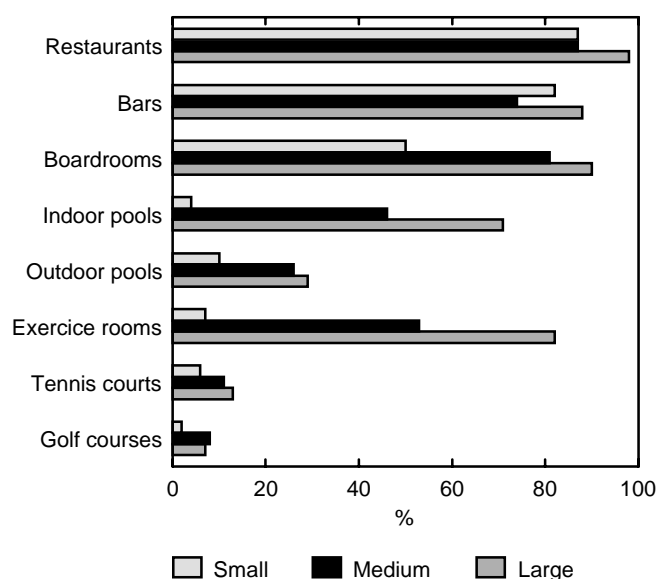 Restaurants
Bars
Boardrooms
Indoor pools
Outdoor pools
Exercice rooms
Tennis courts
Golf courses
0 20 40 60 80 100
%
Small Medium Large